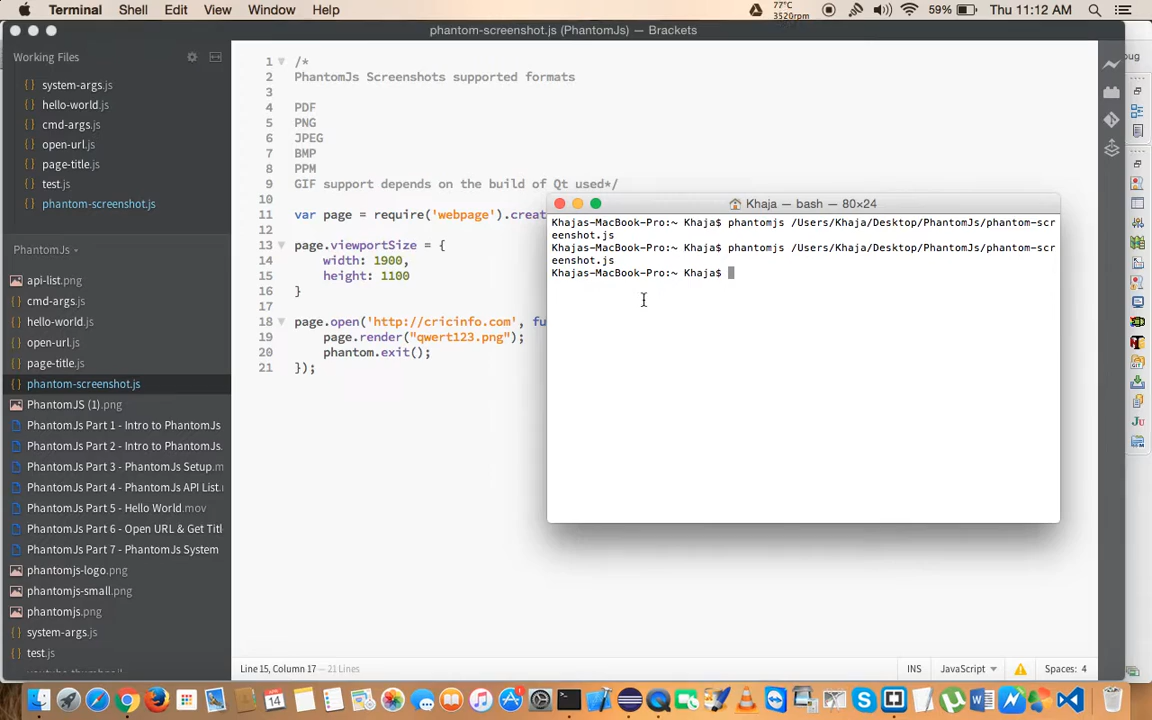 Terminal Shell Edit View Window Help 77°C 3520rpm 59% Thu 11:12 AM
phantom-screenshot.js (PhantomJs) — Brackets
Working Files
system-args.js
hello-world.js
cmd-args.js
open-url.js
page-title.js
test.js
phantom-screenshot.js
PhantomJs
api-list.png
cmd-args.js
hello-world.js
open-url.js
page-title.js
phantom-screenshot.js
PhantomJS (1).png
PhantomJs Part 1 - Intro to PhantomJs
PhantomJs Part 2 - Intro to PhantomJs.
PhantomJs Part 3 - PhantomJs Setup.m
PhantomJs Part 4 - PhantomJs API List.
PhantomJs Part 5 - Hello World.mov
PhantomJs Part 6 - Open URL & Get Titl
PhantomJs Part 7 - PhantomJs System
phantomjs-logo.png
phantomjs-small.png
phantomjs.png
system-args.js
test.js
1 /*
2 PhantomJs Screenshots supported formats
3
4 PDF
5 PNG
6 JPEG
7 BMP
8 PPM
9 GIF support depends on the build of Qt used*/
10
11 var page = require('webpage').creat
12
13 page.viewportSize = {
14 width: 1900,
15 height: 1100
16 }
17
18 page.open('http://cricinfo.com', fu
19 page.render("qwert123.png");
20 phantom.exit();
21 });
Khaja — bash — 80×24
Khajas-MacBook-Pro:~ Khaja$ phantomjs /Users/Khaja/Desktop/PhantomJs/phantom-scr
eenshot.js
Khajas-MacBook-Pro:~ Khaja$ phantomjs /Users/Khaja/Desktop/PhantomJs/phantom-scr
eenshot.js
Khajas-MacBook-Pro:~ Khaja$
Line 15, Column 17 — 21 Lines
INS JavaScript Spaces: 4
bug
Ju